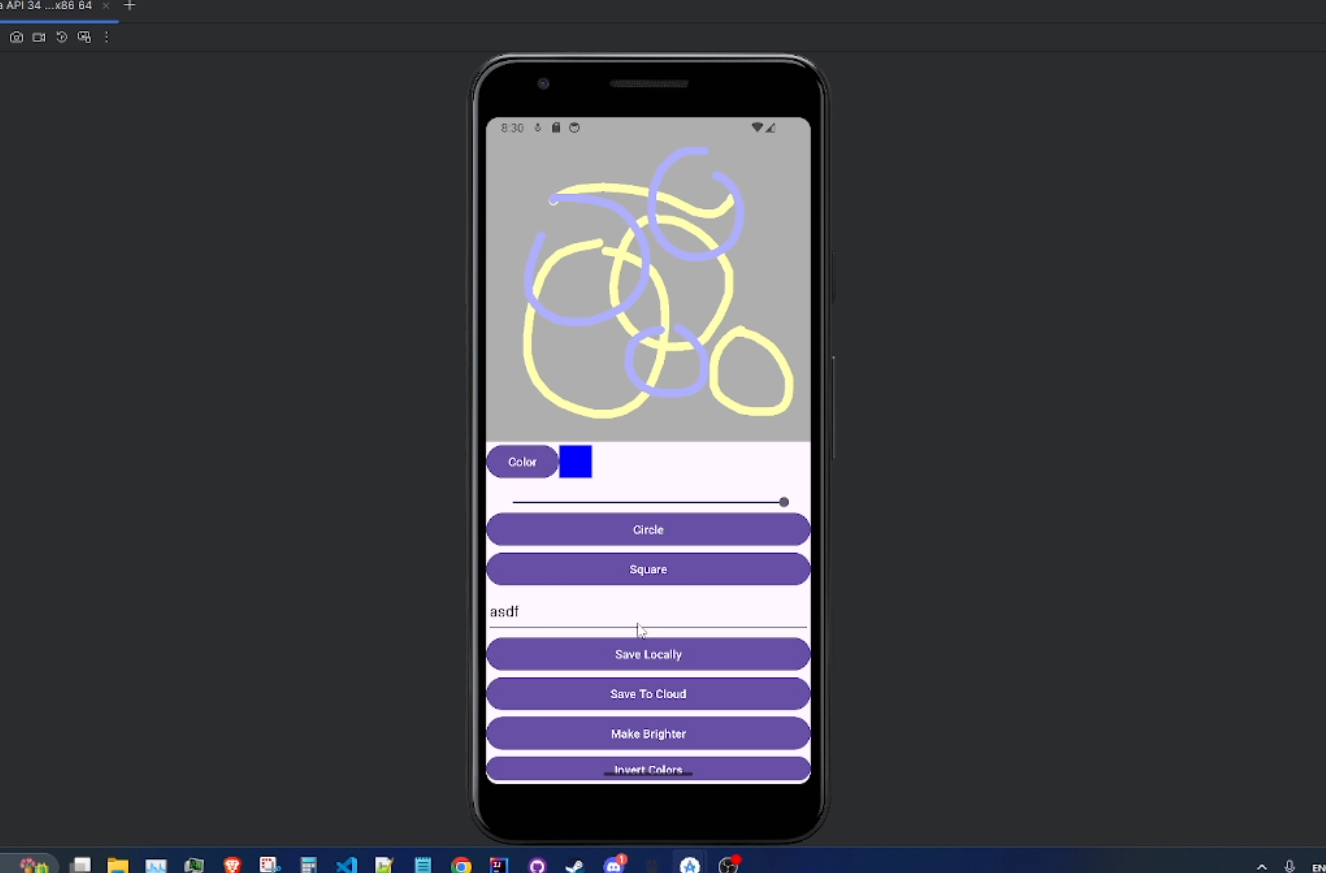 a API 34 ...x86 64
8:30
Color
Circle
Square
asdf
Save Locally
Save To Cloud
Make Brighter
Invert Colors
1
EN